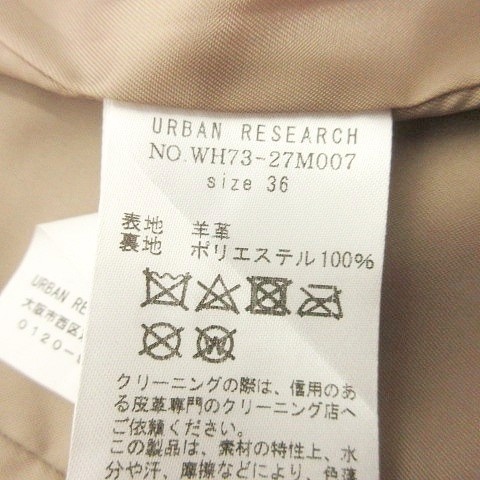 URBAN RESEARCH
NO. WH73-27M007
size 36
表地 羊革
裏地 ポリエステル100%
クリーニングの際は、信用のあ
る皮革専門のクリーニング店へ
ご依頼ください。
この製品は、素材の特性上、水
分や汗、摩擦などにより、色落
URBAN RE
大阪市西区
0120-